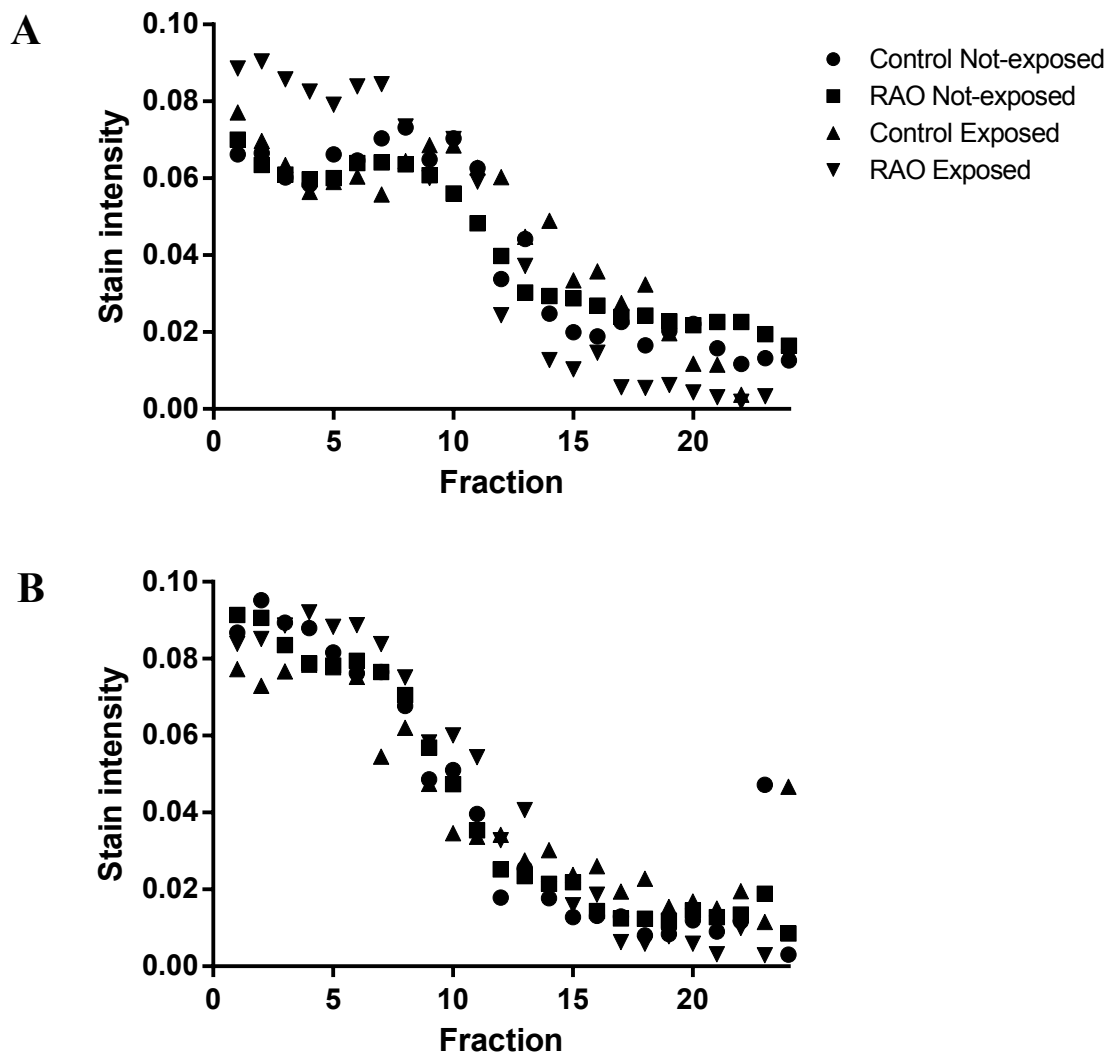 A
0.10
0.08
0.06
0.04
0.02
0.00
Stain intensity
0 5 10 15 20
Fraction
Control Not-exposed
RAO Not-exposed
Control Exposed
RAO Exposed
B
0.10
0.08
0.06
0.04
0.02
0.00
Stain intensity
0 5 10 15 20
Fraction